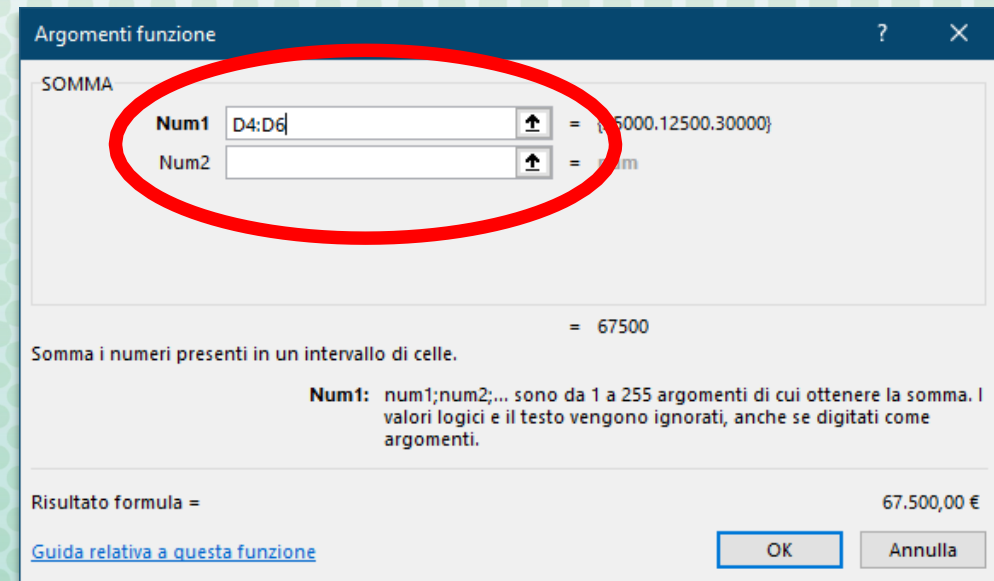 Argomenti funzione ? ×
SOMMA
Num1 D4:D6 = 5000.12500.30000}
Num2 =
= 67500
Somma i numeri presenti in un intervallo di celle.
Num1: num1;num2;... sono da 1 a 255 argomenti di cui ottenere la somma. I
valori logici e il testo vengono ignorati, anche se digitati come
argomenti.
Risultato formula = 67.500,00 €
Guida relativa a questa funzione OK Annulla